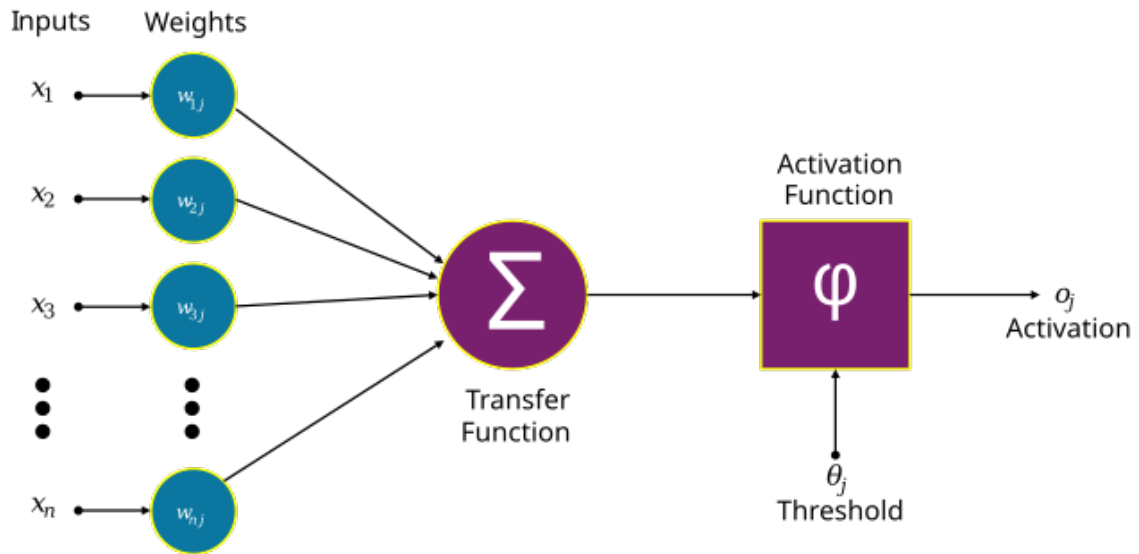 Inputs Weights
x1 w1j
x2 w2j
x3 w3j
xn wnj
Σ
Transfer
Function
Activation
Function
φ
oj
Activation
θj
Threshold